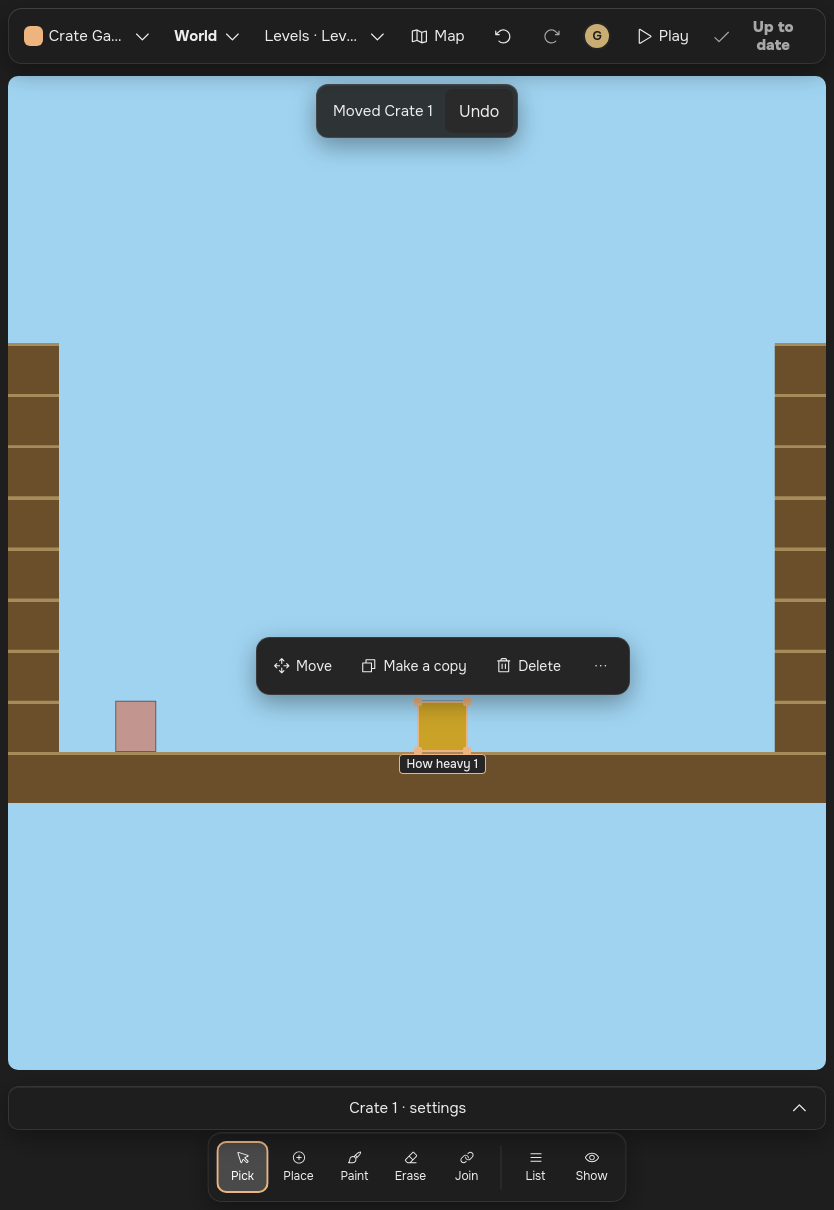 Crate Ga...
World
Levels · Lev...
Map
G
Play
Up to
date
Moved Crate 1
Undo
Move
Make a copy
Delete
...
How heavy 1
Crate 1 · settings
Pick
Place
Paint
Erase
Join
List
Show